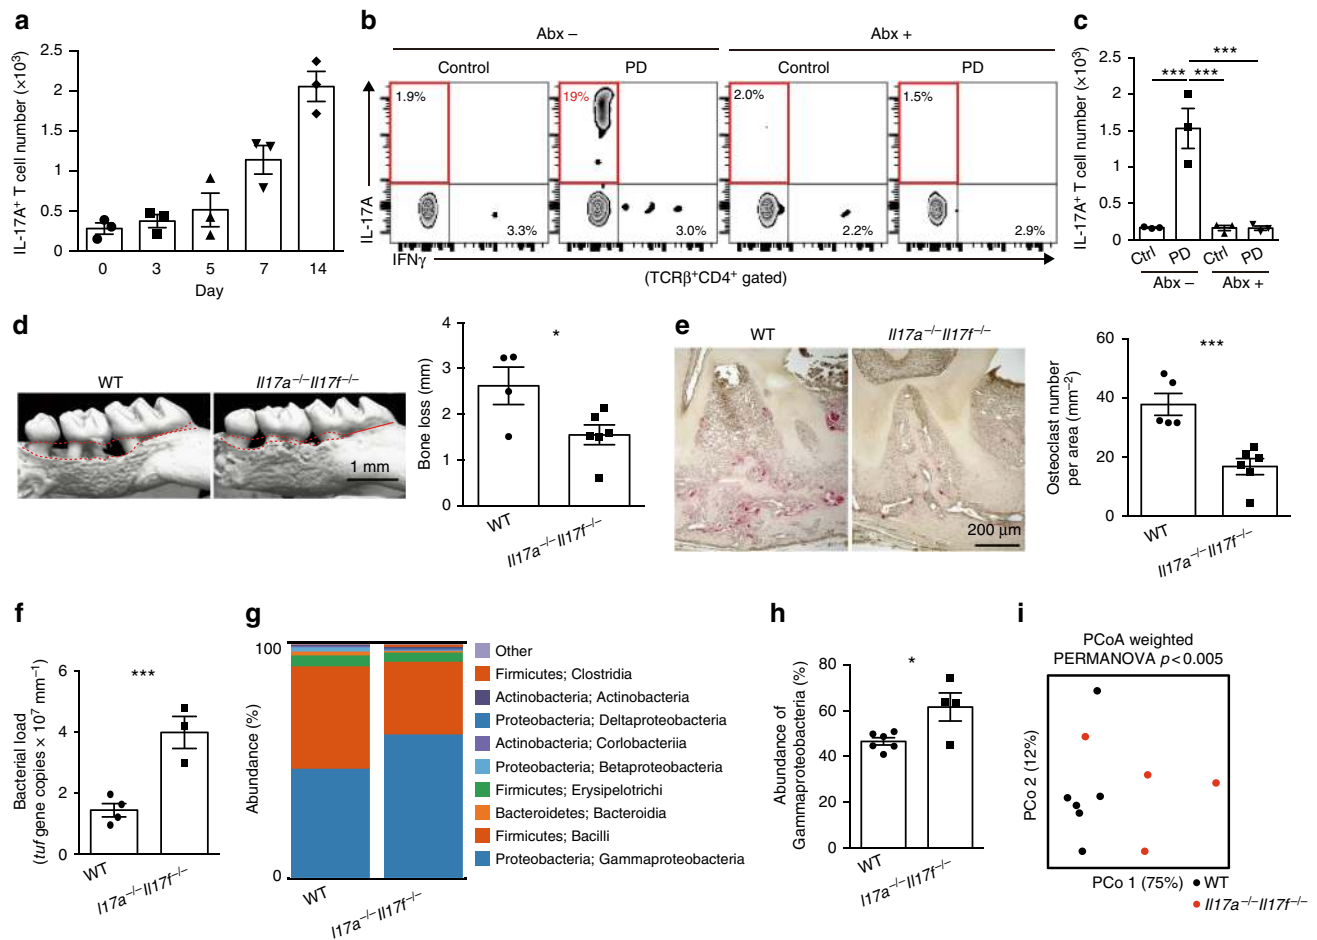 a
IL-17A⁺ T cell number (×10³)
2.5
2
1.5
1
0.5
0
0 3 5 7 14
Day
b
Abx – Abx +
Control PD Control PD
1.9% 19% 2.0% 1.5%
3.3% 3.0% 2.2% 2.9%
IL-17A
IFNγ
(TCRβ⁺CD4⁺ gated)
c
IL-17A⁺ T cell number (×10³)
2.5
2
1.5
1
0.5
0
***
*** ***
Ctrl PD Ctrl PD
Abx – Abx +
d
WT Il17a⁻/⁻Il17f⁻/⁻
1 mm
Bone loss (mm)
4
3
2
1
0
*
WT
Il17a⁻/⁻Il17f⁻/⁻
e
WT Il17a⁻/⁻Il17f⁻/⁻
200 μm
Osteoclast number
per area (mm⁻²)
60
40
20
0
***
WT
Il17a⁻/⁻Il17f⁻/⁻
f
Bacterial load
(tuf gene copies × 10⁷ mm⁻¹)
6
4
2
0
***
WT
I17a⁻/⁻Il17f⁻/⁻
g
Abundance (%)
100
0
WT
I17a⁻/⁻Il17f⁻/⁻
Other
Firmicutes; Clostridia
Actinobacteria; Actinobacteria
Proteobacteria; Deltaproteobacteria
Actinobacteria; Corlobacteriia
Proteobacteria; Betaproteobacteria
Firmicutes; Erysipelotrichi
Bacteroidetes; Bacteroidia
Firmicutes; Bacilli
Proteobacteria; Gammaproteobacteria
h
Abundance of
Gammaproteobacteria (%)
80
60
40
20
0
*
WT
I17a⁻/⁻Il17f⁻/⁻
i
PCoA weighted
PERMANOVA p<0.005
PCo 2 (12%)
PCo 1 (75%)
WT
Il17a⁻/⁻Il17f⁻/⁻